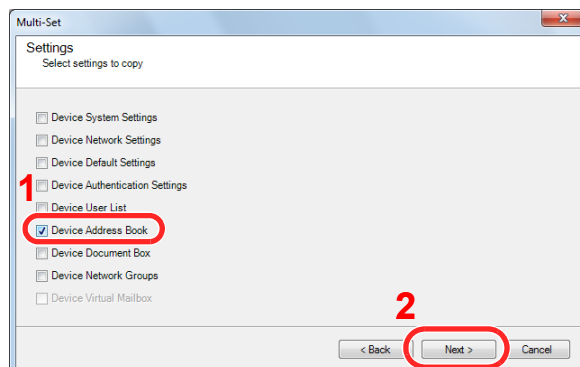 Multi-Set
Settings
Select settings to copy
Device System Settings
Device Network Settings
Device Default Settings
1 Device Authentication Settings
Device User List
Device Address Book
Device Document Box
Device Network Groups
Device Virtual Mailbox
2
< Back Next > Cancel